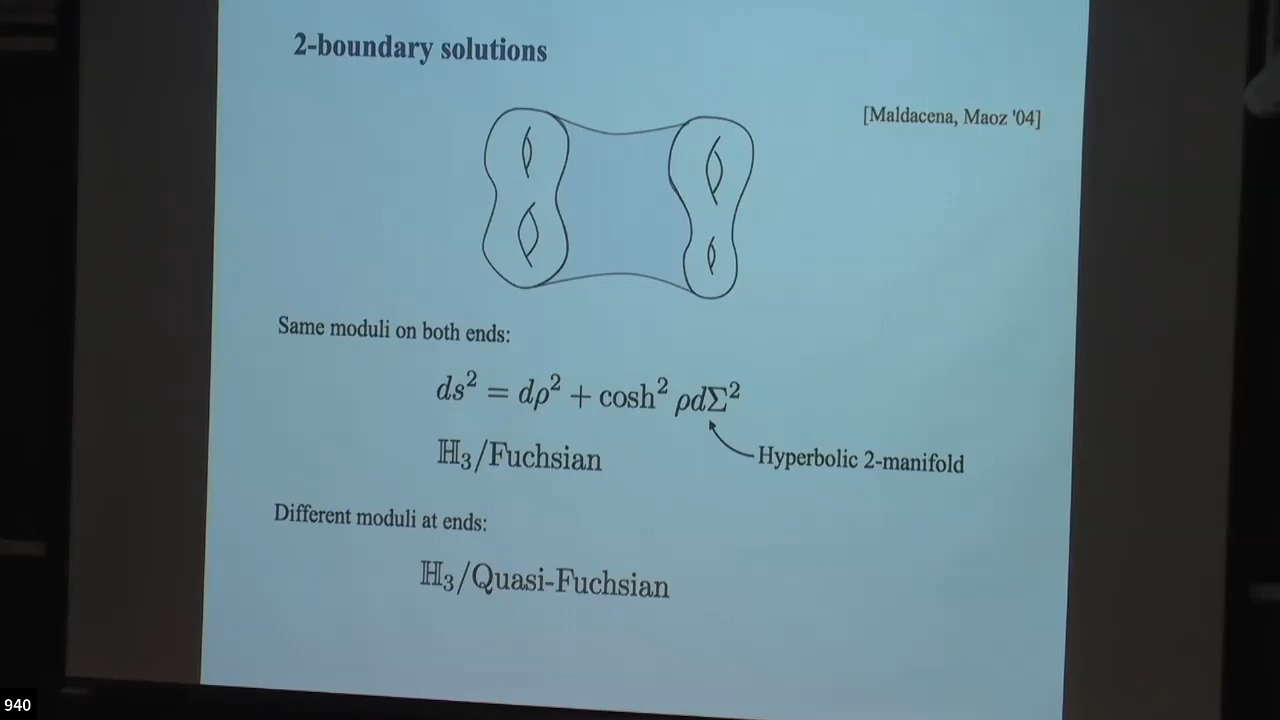 2-boundary solutions
[Maldacena, Maoz '04]
Same moduli on both ends:
ds² = dρ² + cosh² ρdΣ²
ℍ₃/Fuchsian
Hyperbolic 2-manifold
Different moduli at ends:
ℍ₃/Quasi-Fuchsian
940